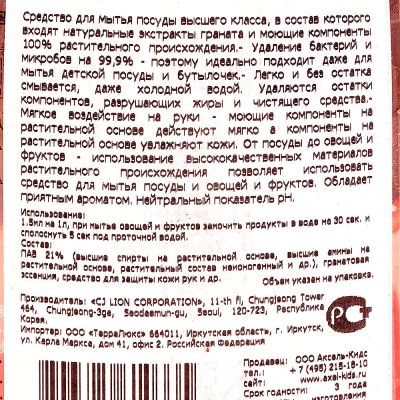 Средство для мытья посуды высшего класса, в состав которого
входят натуральные экстракты граната и моющие компоненты
100% растительного происхождения.- Удаление бактерий и
микробов на 99,9% - поэтому идеально подходит даже для
мытья детской посуды и бутылочек.- Легко и без остатка
смывается, даже холодной водой. Удаляются остатки
компонентов, разрушающих жиры и чистящего средства.-
Мягкое воздействие на руки - моющие компоненты на
растительной основе действуют мягко а компоненты на
растительной основе увлажняют кожи. От посуды до овощей и
фруктов - использование высококачественных материалов
растительного происхождения позволяет использовать
средство для мытья посуды и овощей и фруктов. Обладает
приятным ароматом. Нейтральный показатель pH.
Использование:
1.5мл на 1л, при мытье овощей и фруктов замочить продукты в воде на 30 сек. и
сполоснуть 5 сек под проточной водой.
Состав:
ПАВ 21% (высшие спирты на растительной основе, высшие амины на
растительной основе, растительный состав неионогенный и др.), гранатовая
эссенция, средство для защиты кожи рук и др.
Объем указан на упаковке.
Производитель: «CJ LION CORPORATION», 11-th fl, Chungjeong Tower
464, Chungjeong-3ga, Seodaemun-gu, Seoul, 120-723, Республика
Корея.
Импортер: ООО «ТерраЛюкс» 664011, Иркутская область, г. Иркутск,
ул. Карла Маркса, дом 41, офис 2. Российская Федерация
РСТ
Продавец: ООО Аксель-Кидс
тел.: + 7 (495) 215-16-10
сайт: www.axel-kids.ru
Срок годности: 3 года
изготовления